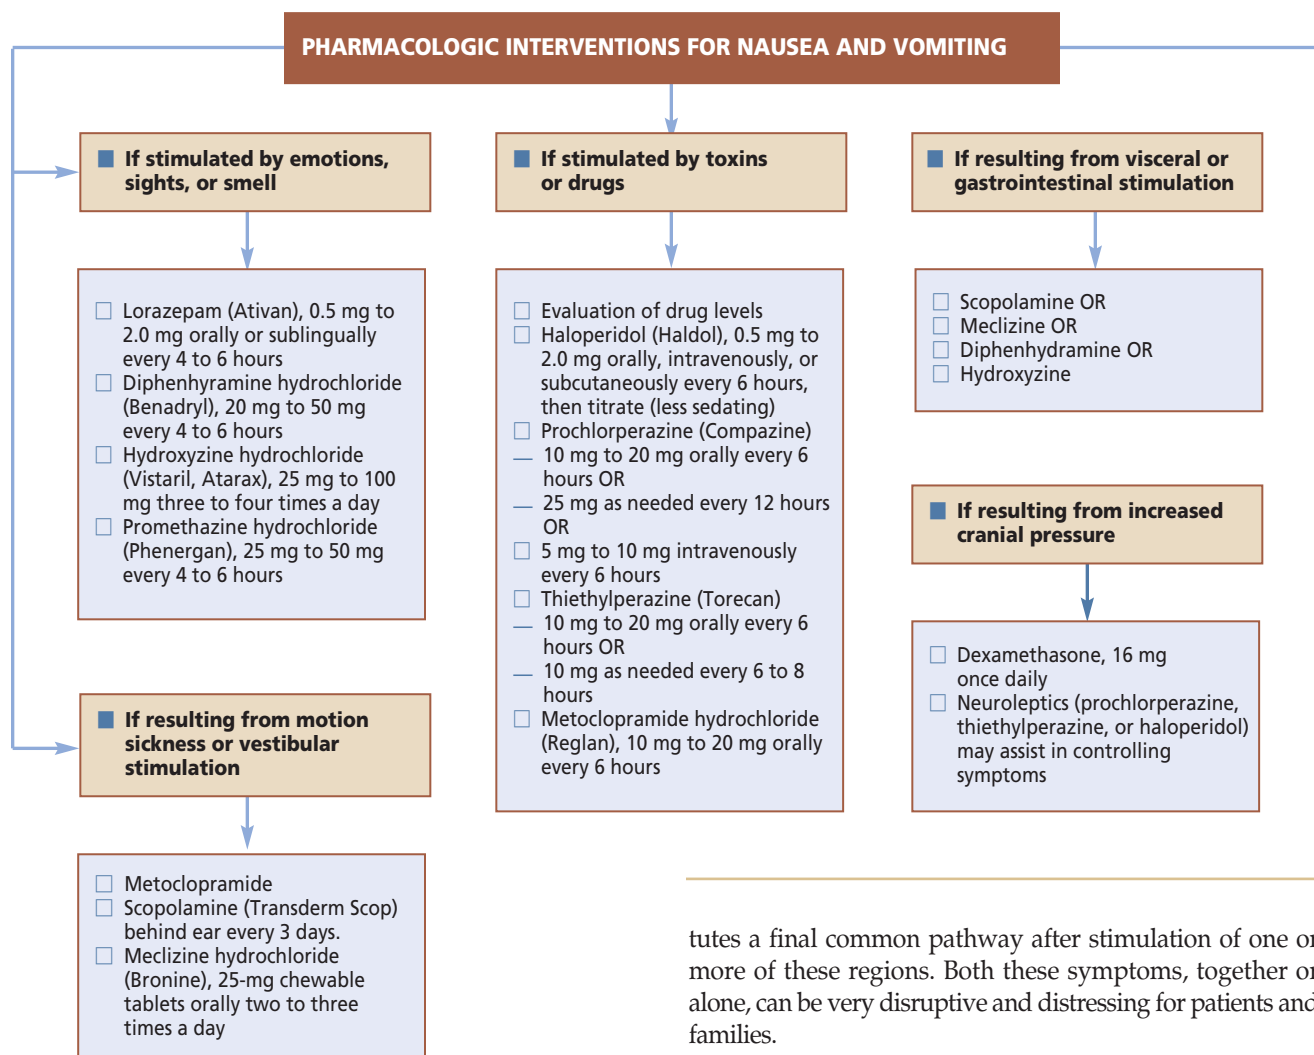 PHARMACOLOGIC INTERVENTIONS FOR NAUSEA AND VOMITING
If stimulated by emotions,
sights, or smell
Lorazepam (Ativan), 0.5 mg to
2.0 mg orally or sublingually
every 4 to 6 hours
Diphenhyramine hydrochloride
(Benadryl), 20 mg to 50 mg
every 4 to 6 hours
Hydroxyzine hydrochloride
(Vistaril, Atarax), 25 mg to 100
mg three to four times a day
Promethazine hydrochloride
(Phenergan), 25 mg to 50 mg
every 4 to 6 hours
If resulting from motion
sickness or vestibular
stimulation
Metoclopramide
Scopolamine (Transderm Scop)
behind ear every 3 days.
Meclizine hydrochloride
(Bronine), 25-mg chewable
tablets orally two to three
times a day
If stimulated by toxins
or drugs
Evaluation of drug levels
Haloperidol (Haldol), 0.5 mg to
2.0 mg orally, intravenously, or
subcutaneously every 6 hours,
then titrate (less sedating)
Prochlorperazine (Compazine)
— 10 mg to 20 mg orally every 6
hours OR
— 25 mg as needed every 12 hours
OR
5 mg to 10 mg intravenously
every 6 hours
Thiethylperazine (Torecan)
— 10 mg to 20 mg orally every 6
hours OR
— 10 mg as needed every 6 to 8
hours
Metoclopramide hydrochloride
(Reglan), 10 mg to 20 mg orally
every 6 hours
If resulting from visceral or
gastrointestinal stimulation
Scopolamine OR
Meclizine OR
Diphenhydramine OR
Hydroxyzine
If resulting from increased
cranial pressure
Dexamethasone, 16 mg
once daily
Neuroleptics (prochlorperazine,
thiethylperazine, or haloperidol)
may assist in controlling
symptoms
tutes a final common pathway after stimulation of one or
more of these regions. Both these symptoms, together or
alone, can be very disruptive and distressing for patients and
families.